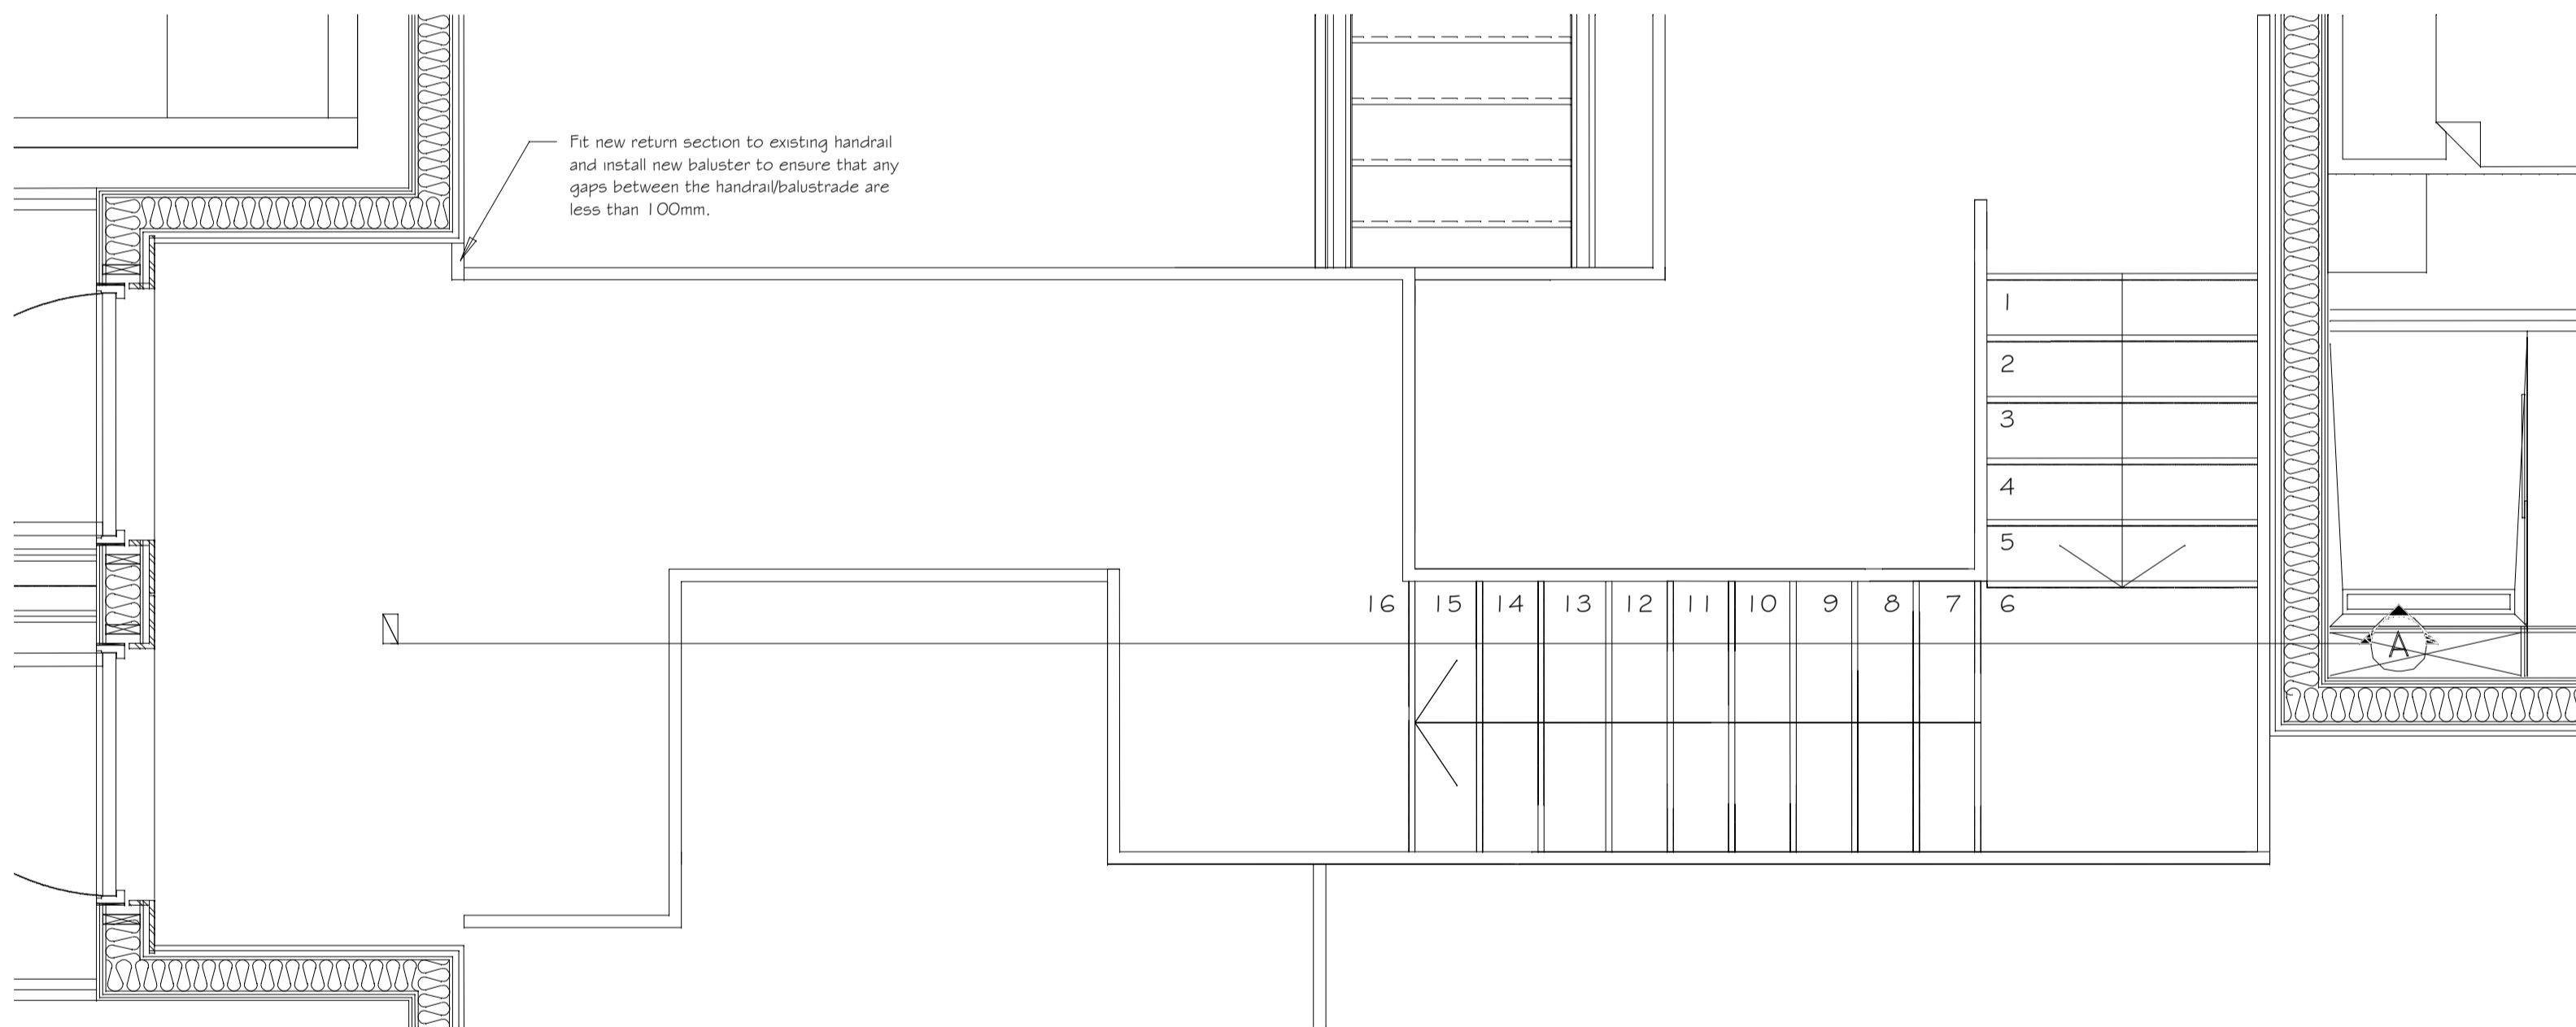 Fit new return section to existing handrail
and install new baluster to ensure that any
gaps between the handrail/balustrade are
less than 100mm.
1
2
3
4
5
16 15 14 13 12 11 10 9 8 7 6
A